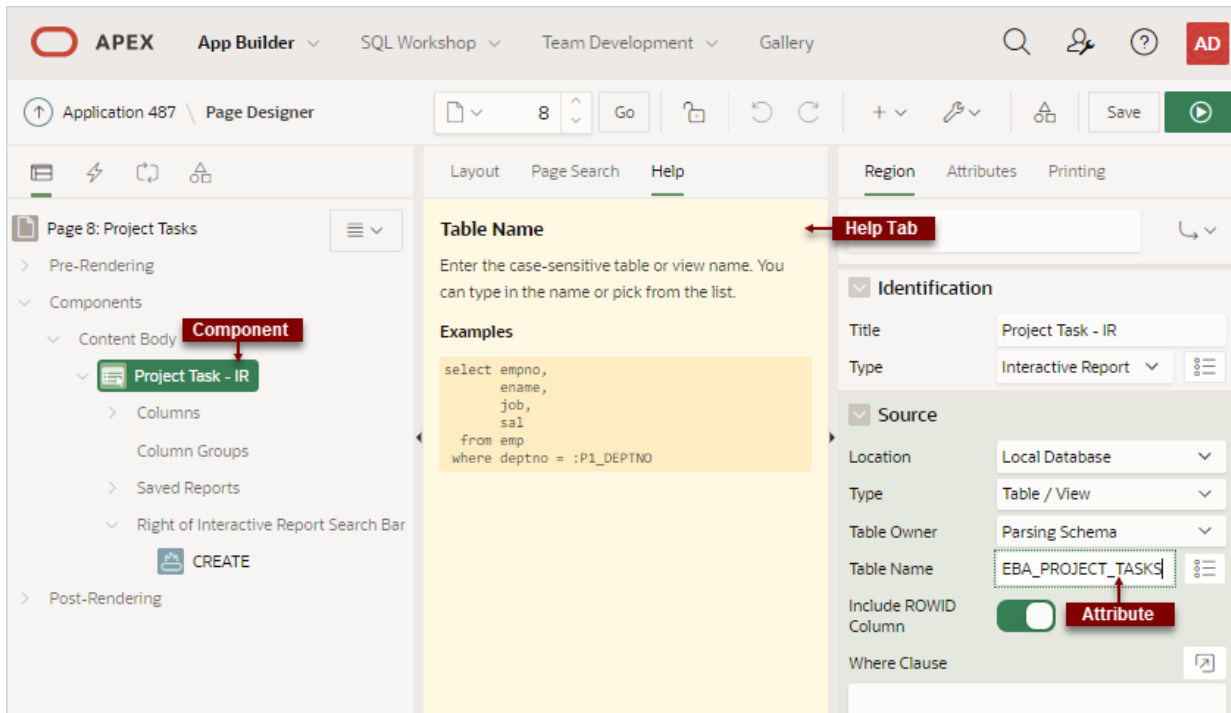 APEX App Builder SQL Workshop Team Development Gallery AD
Application 487 \ Page Designer 8 Go Save
Layout Page Search Help
Region Attributes Printing
Page 8: Project Tasks
Pre-Rendering
Components
Content Body
Component
Project Task - IR
Columns
Column Groups
Saved Reports
Right of Interactive Report Search Bar
CREATE
Post-Rendering
Table Name
Help Tab
Enter the case-sensitive table or view name. You
can type in the name or pick from the list.
Examples
select empno,
ename,
job,
sal
from emp
where deptno = :P1_DEPTNO
Identification
Title Project Task - IR
Type Interactive Report
Source
Location Local Database
Type Table / View
Table Owner Parsing Schema
Table Name EBA_PROJECT_TASKS
Include ROWID
Column
Attribute
Where Clause